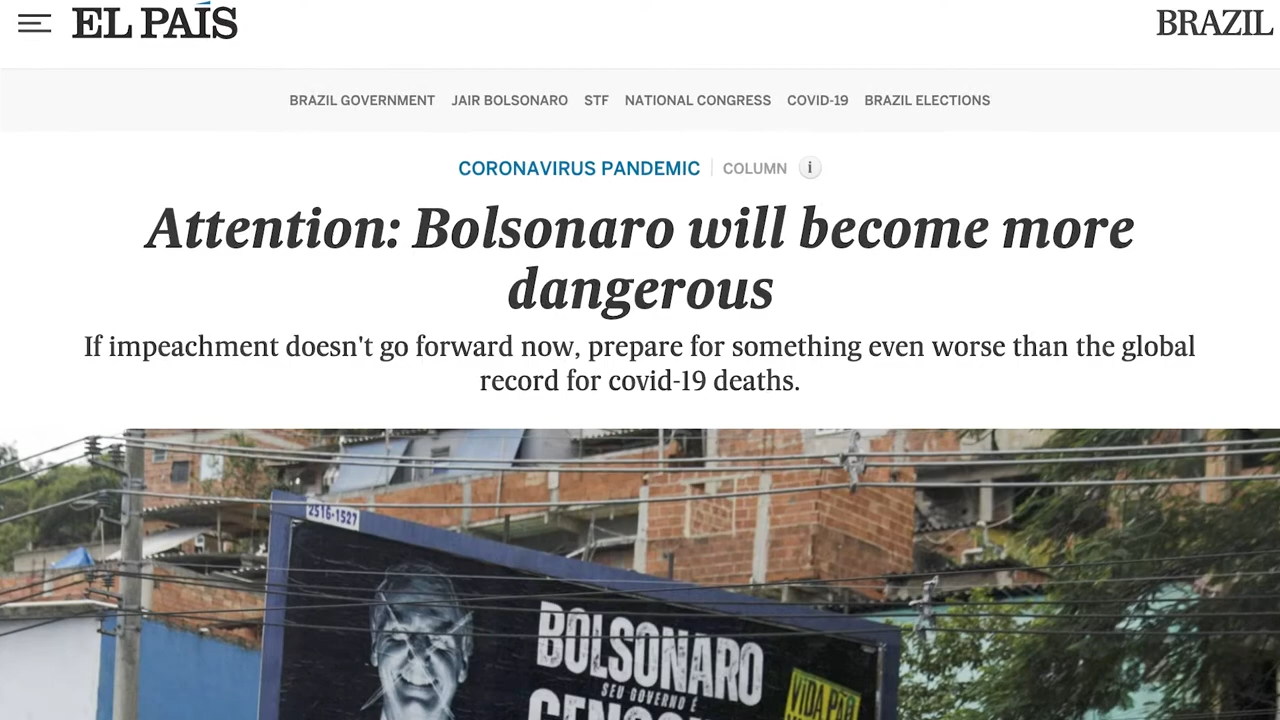 EL PAÍS
BRAZIL
BRAZIL GOVERNMENT JAIR BOLSONARO STF NATIONAL CONGRESS COVID-19 BRAZIL ELECTIONS
CORONAVIRUS PANDEMIC COLUMN i
Attention: Bolsonaro will become more
dangerous
If impeachment doesn't go forward now, prepare for something even worse than the global
record for covid-19 deaths.
2516-1527
BOLSONARO
SEU GOVERNO É
VIDA PÃO